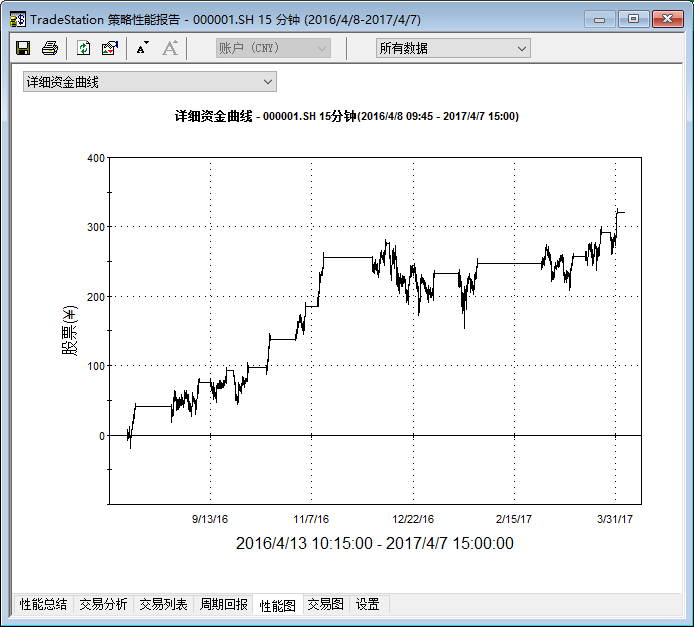 TradeStation 策略性能报告 - 000001.SH 15 分钟 (2016/4/8-2017/4/7)
A A 账户 (CNY) 所有数据
详细资金曲线
详细资金曲线 - 000001.SH 15分钟(2016/4/8 09:45 - 2017/4/7 15:00)
400
300
200
100
0
股票(¥)
9/13/16 11/7/16 12/22/16 2/15/17 3/31/17
2016/4/13 10:15:00 - 2017/4/7 15:00:00
性能总结 交易分析 交易列表 周期回报 性能图 交易图 设置